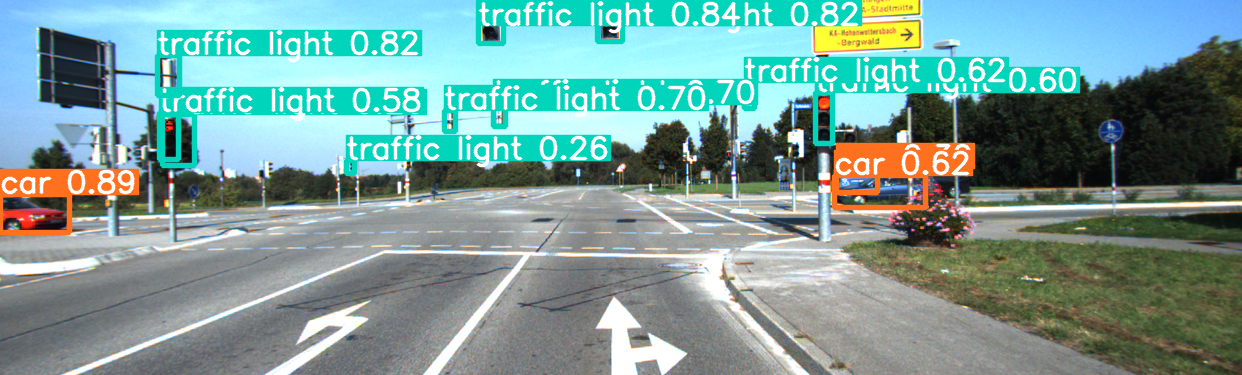 traffic light 0.84
ht 0.82
A-Stadtmitte
KA-Hohenwettersbach
-Bergwald
traffic light 0.82
traffic light 0.62
0.60
traffic light 0.58
traffic light 0.70
.70
traffic light 0.26
car 0.62
car 0.89